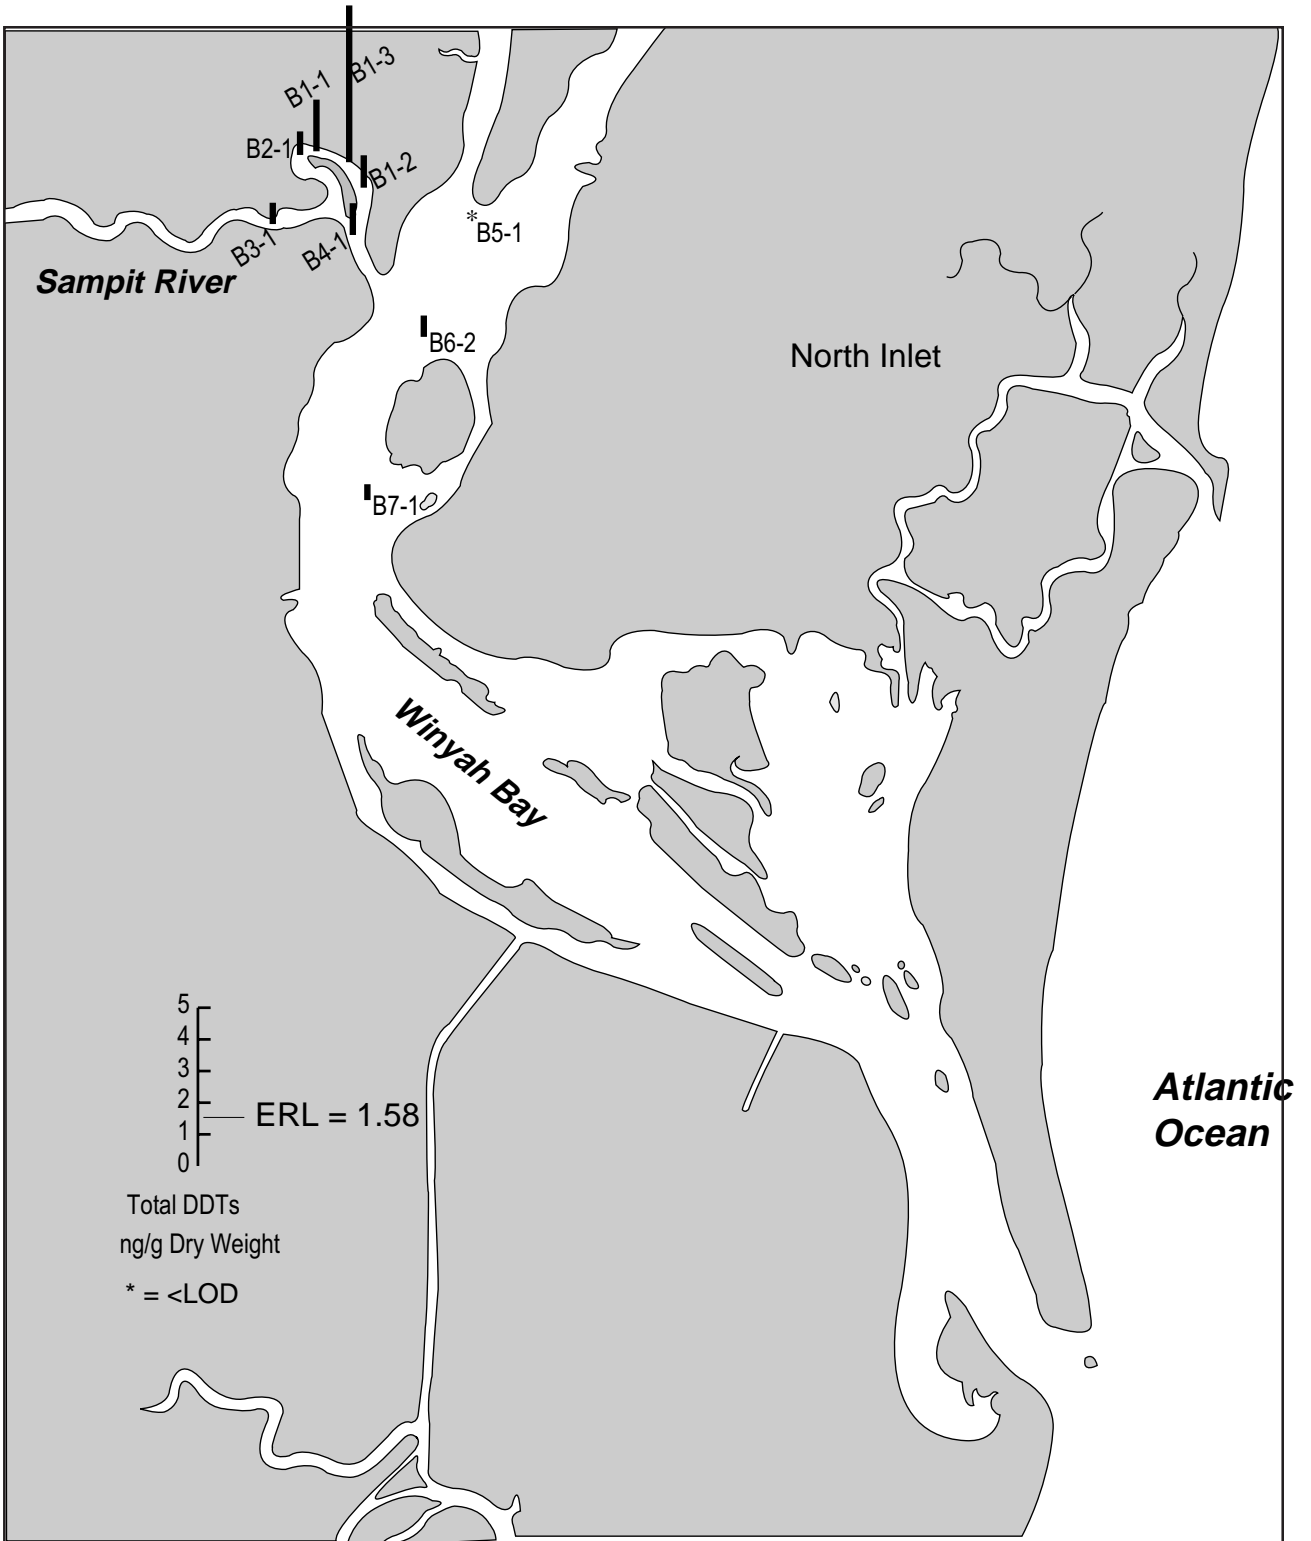 B1-3
B1-1
B2-1
B1-2
B5-1
B3-1
B4-1
Sampit River
B6-2
North Inlet
B7-1
Winyah Bay
5
4
3
2
ERL = 1.58
1
0
Atlantic
Ocean
Total DDTs
ng/g Dry Weight
* = <LOD
*